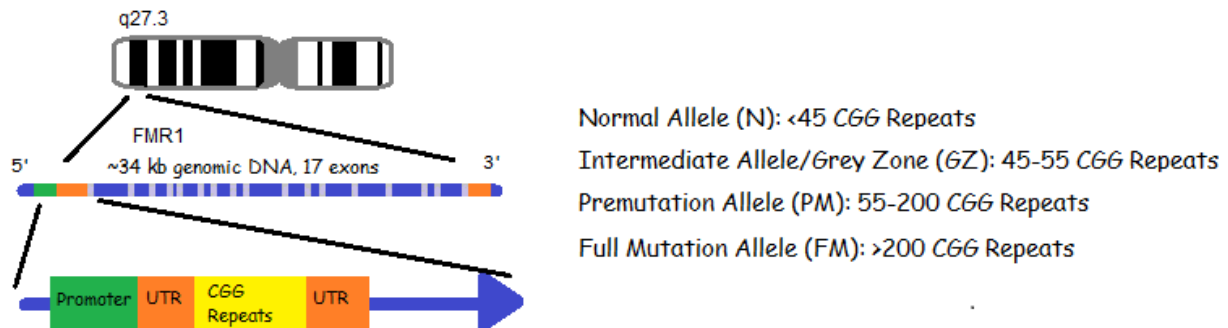 q27.3
FMR1
5'
~34 kb genomic DNA, 17 exons
3'
Promoter
UTR
CGG
Repeats
UTR
Normal Allele (N): <45 CGG Repeats
Intermediate Allele/Grey Zone (GZ): 45-55 CGG Repeats
Premutation Allele (PM): 55-200 CGG Repeats
Full Mutation Allele (FM): >200 CGG Repeats
.